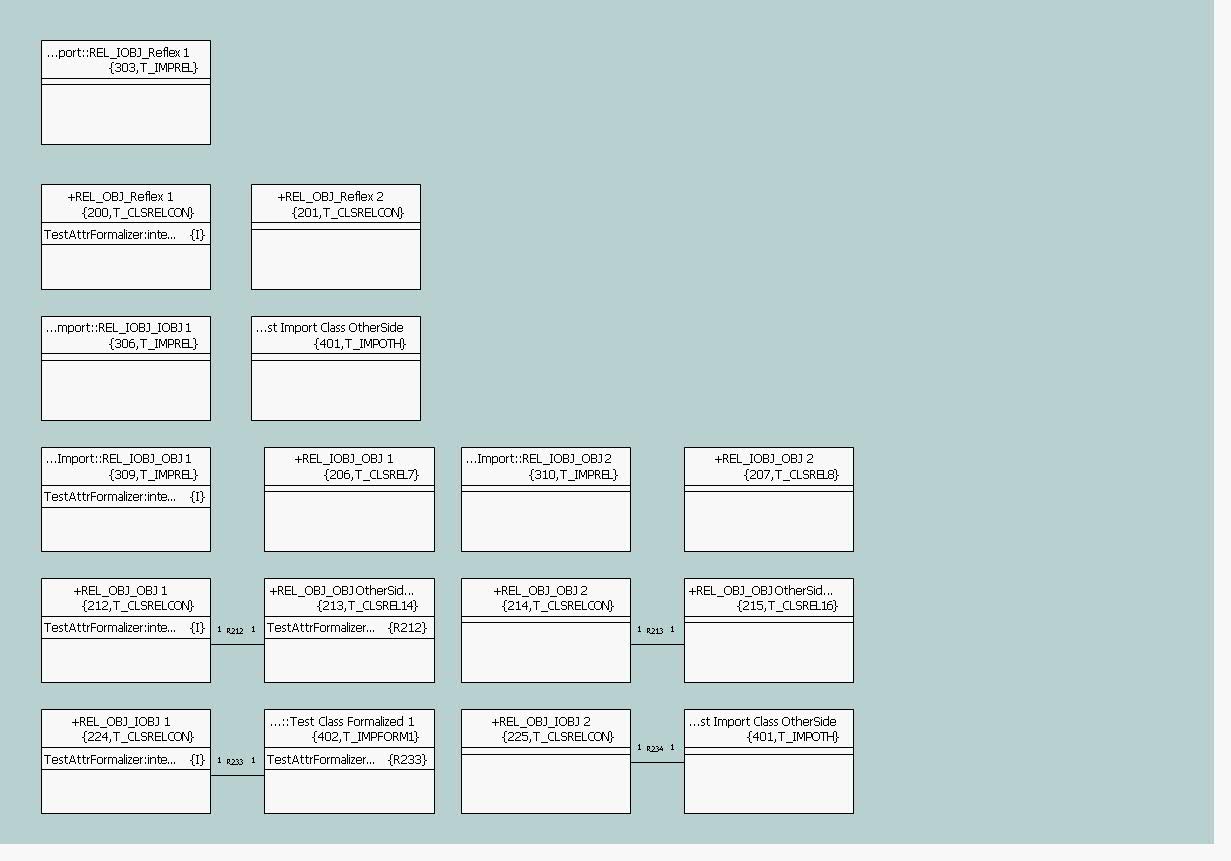 ...port::REL_IOBJ_Reflex 1
{303,T_IMPREL}
+REL_OBJ_Reflex 1
{200,T_CLSRELCON}
TestAttrFormalizer:inte... {I}
+REL_OBJ_Reflex 2
{201,T_CLSRELCON}
...mport::REL_IOBJ_IOBJ 1
{306,T_IMPREL}
...st Import Class OtherSide
{401,T_IMPOTH}
...Import::REL_IOBJ_OBJ 1
{309,T_IMPREL}
TestAttrFormalizer:inte... {I}
+REL_IOBJ_OBJ 1
{206,T_CLSREL7}
...Import::REL_IOBJ_OBJ 2
{310,T_IMPREL}
+REL_IOBJ_OBJ 2
{207,T_CLSREL8}
+REL_OBJ_OBJ 1
{212,T_CLSRELCON}
TestAttrFormalizer:inte... {I}
1 R212 1
+REL_OBJ_OBJ OtherSid...
{213,T_CLSREL14}
TestAttrFormalizer... {R212}
+REL_OBJ_OBJ 2
{214,T_CLSRELCON}
1 R213 1
+REL_OBJ_OBJ OtherSid...
{215,T_CLSREL16}
+REL_OBJ_IOBJ 1
{224,T_CLSRELCON}
TestAttrFormalizer:inte... {I}
1 R233 1
...::Test Class Formalized 1
{402,T_IMPFORM1}
TestAttrFormalizer... {R233}
+REL_OBJ_IOBJ 2
{225,T_CLSRELCON}
1 R234 1
...st Import Class OtherSide
{401,T_IMPOTH}